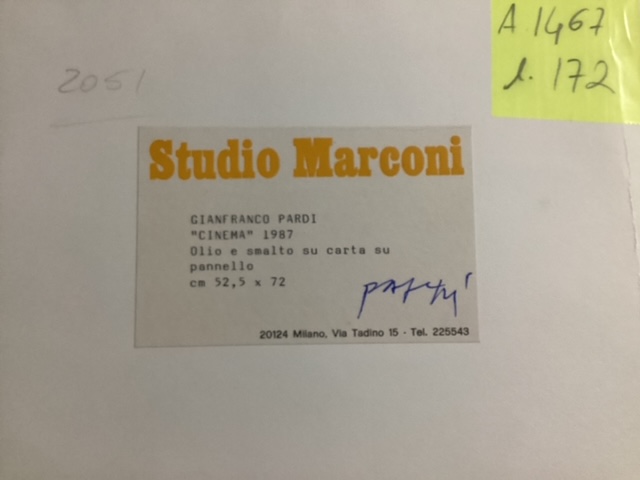 A 1467
l. 172
2051
Studio Marconi
GIANFRANCO PARDI
"CINEMA" 1987
Olio e smalto su carta su
pannello
cm 52,5 x 72
Pardi
20124 Milano, Via Tadino 15 - Tel. 225543